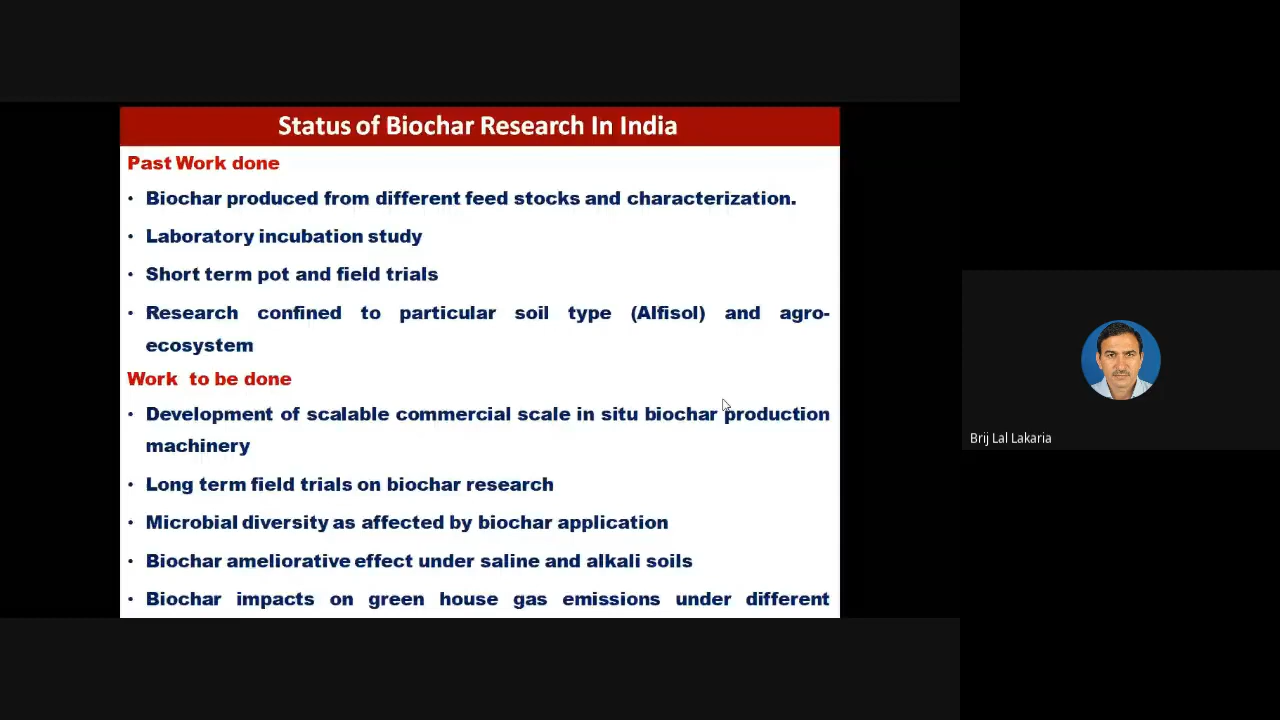 Status of Biochar Research In India
Past Work done
• Biochar produced from different feed stocks and characterization.
• Laboratory incubation study
• Short term pot and field trials
• Research confined to particular soil type (Alfisol) and agro-
ecosystem
Work to be done
• Development of scalable commercial scale in situ biochar production
machinery
• Long term field trials on biochar research
• Microbial diversity as affected by biochar application
• Biochar ameliorative effect under saline and alkali soils
• Biochar impacts on green house gas emissions under different
Brij Lal Lakaria